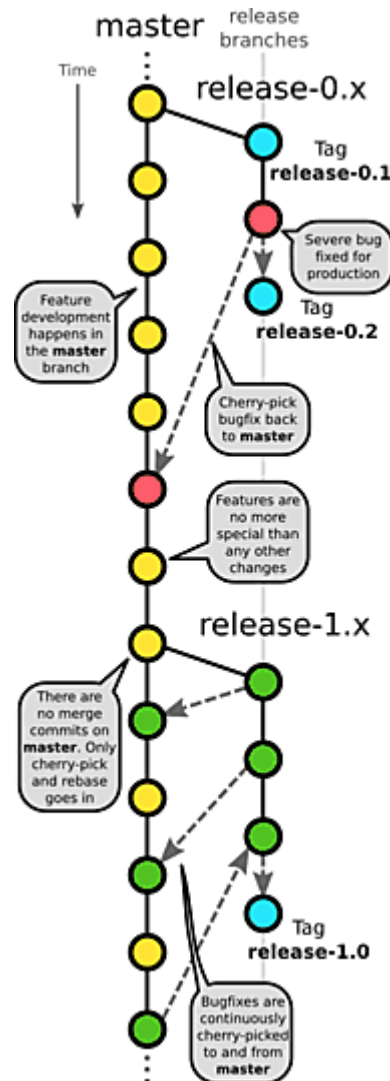 master
release
branches
Time
release-0.x
Tag
release-0.1
Severe bug
fixed for
production
Feature
development
happens in
the master
branch
Tag
release-0.2
Cherry-pick
bugfix back
to master
Features are
no more
special than
any other
changes
release-1.x
There are
no merge
commits on
master. Only
cherry-pick
and rebase
goes in
Tag
release-1.0
Bugfixes are
continuously
cherry-picked
to and from
master